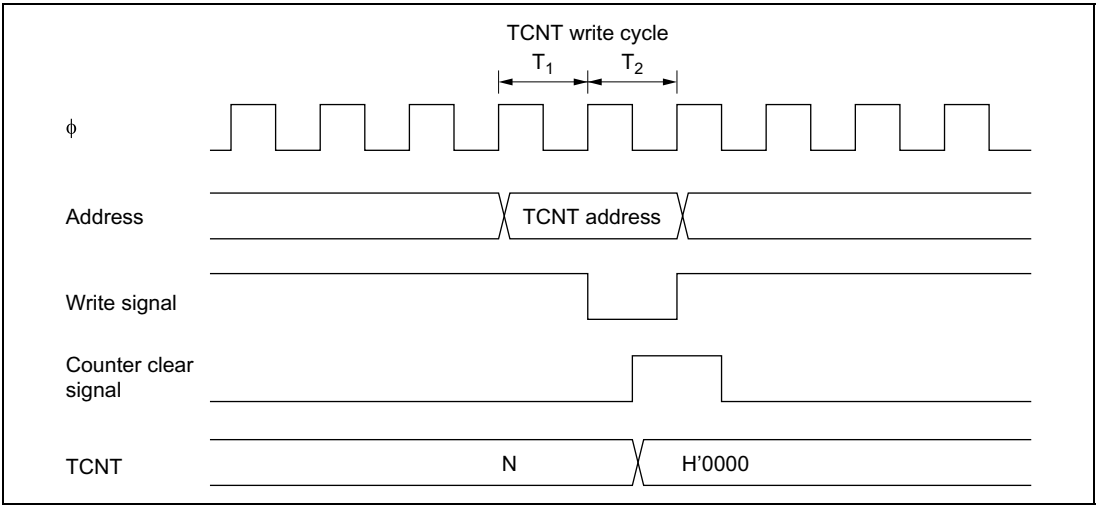 TCNT write cycle
T1 T2
ϕ
Address TCNT address
Write signal
Counter clear
signal
TCNT N H'0000